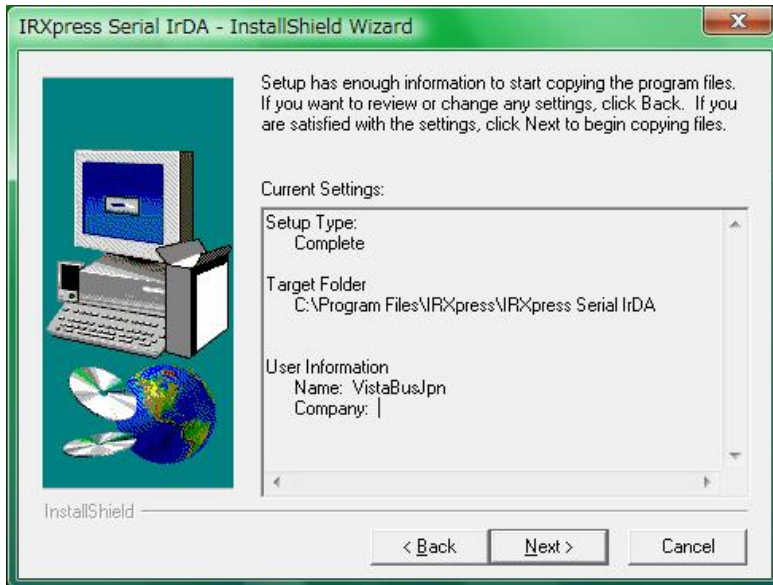 IRXpress Serial IrDA - InstallShield Wizard
Setup has enough information to start copying the program files.
If you want to review or change any settings, click Back. If you
are satisfied with the settings, click Next to begin copying files.
Current Settings:
Setup Type:
Complete
Target Folder
C:\Program Files\IRXpress\IRXpress Serial IrDA
User Information
Name: VistaBusJpn
Company:
InstallShield
< Back
Next >
Cancel